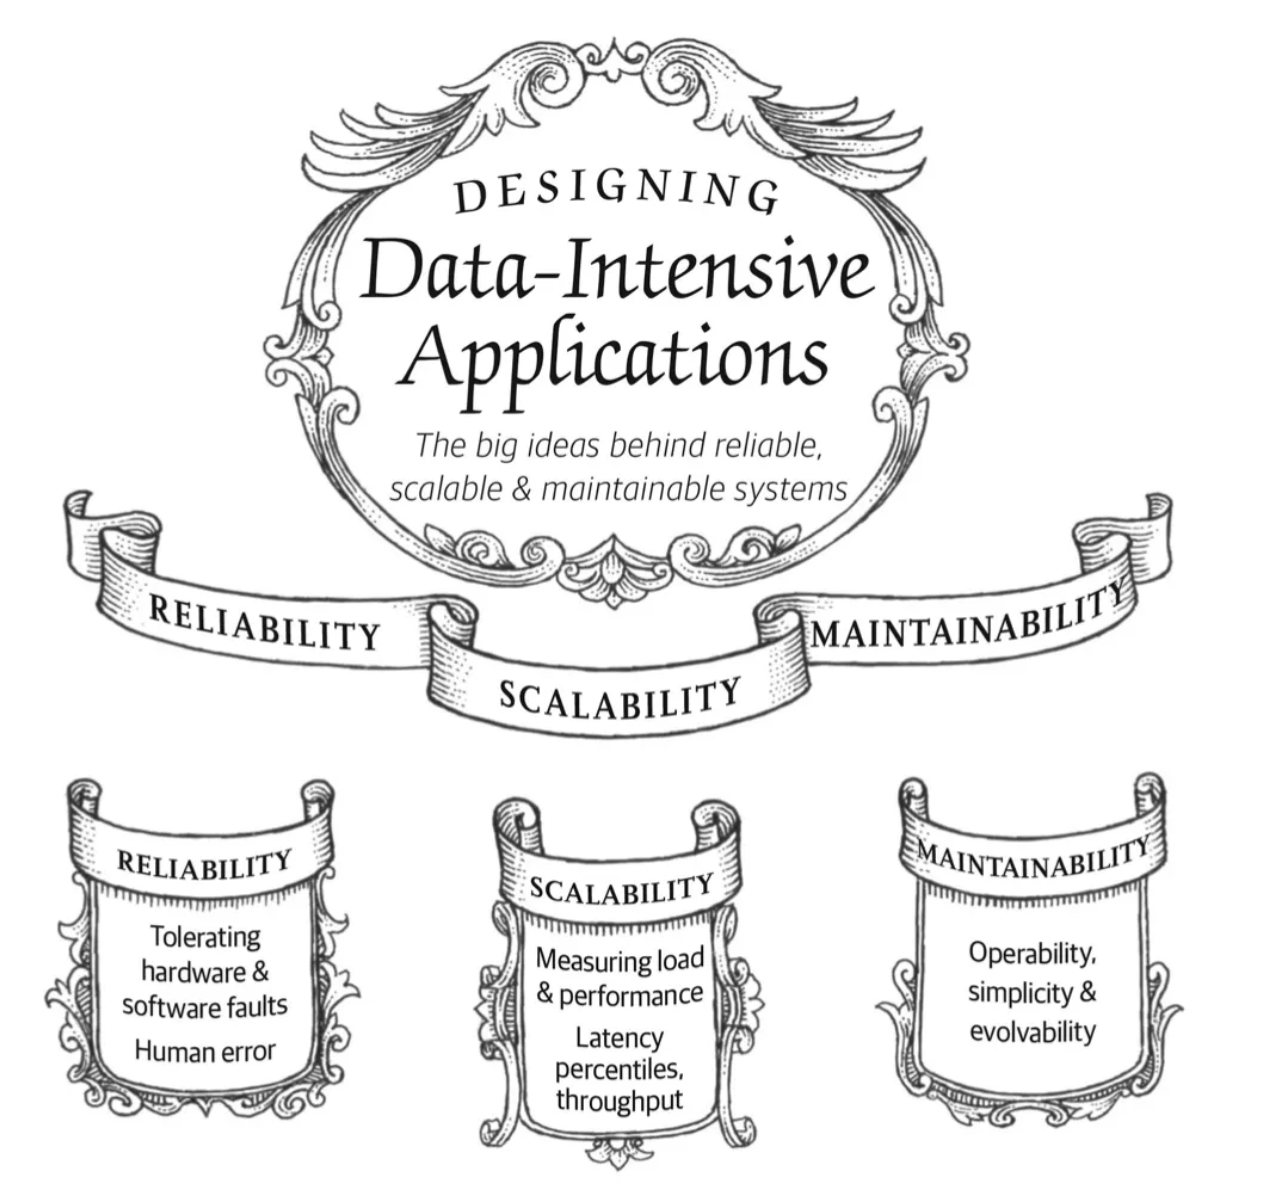 DESIGNING
Data-Intensive
Applications
The big ideas behind reliable,
scalable & maintainable systems
RELIABILITY
SCALABILITY
MAINTAINABILITY
RELIABILITY
Tolerating
hardware &
software faults
Human error
SCALABILITY
Measuring load
& performance
Latency
percentiles,
throughput
MAINTAINABILITY
Operability,
simplicity &
evolvability